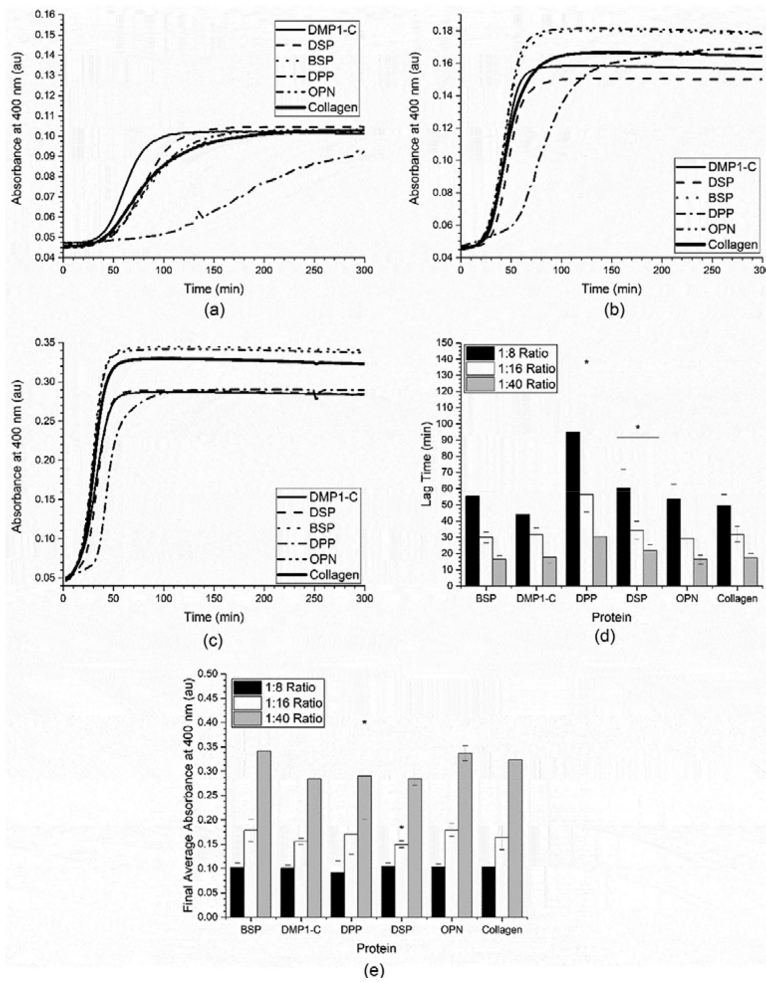 0.16
0.15
0.14
0.13
0.12
0.11
0.10
0.09
0.08
0.07
0.06
0.05
0.04
Absorbance at 400 nm (au)
DMP1-C
DSP
BSP
DPP
OPN
Collagen
0
50
100
150
200
250
300
Time (min)
(a)
0.18
0.16
0.14
0.12
0.10
0.08
0.06
0.04
Absorbance at 400 nm (au)
DMP1-C
DSP
BSP
DPP
OPN
Collagen
0
50
100
150
200
250
300
Time (min)
(b)
0.35
0.30
0.25
0.20
0.15
0.10
0.05
Absorbance at 400 nm (au)
DMP1-C
DSP
BSP
DPP
OPN
Collagen
0
50
100
150
200
250
300
Time (min)
(c)
150
140
130
120
110
100
90
80
70
60
50
40
30
20
10
0
Lag Time (min)
1:8 Ratio
1:16 Ratio
1:40 Ratio
*
*
BSP
DMP1-C
DPP
DSP
OPN
Collagen
Protein
(d)
0.50
0.45
0.40
0.35
0.30
0.25
0.20
0.15
0.10
0.05
0.00
Final Average Absorbance at 400 nm (au)
1:8 Ratio
1:16 Ratio
1:40 Ratio
*
*
BSP
DMP1-C
DPP
DSP
OPN
Collagen
Protein
(e)